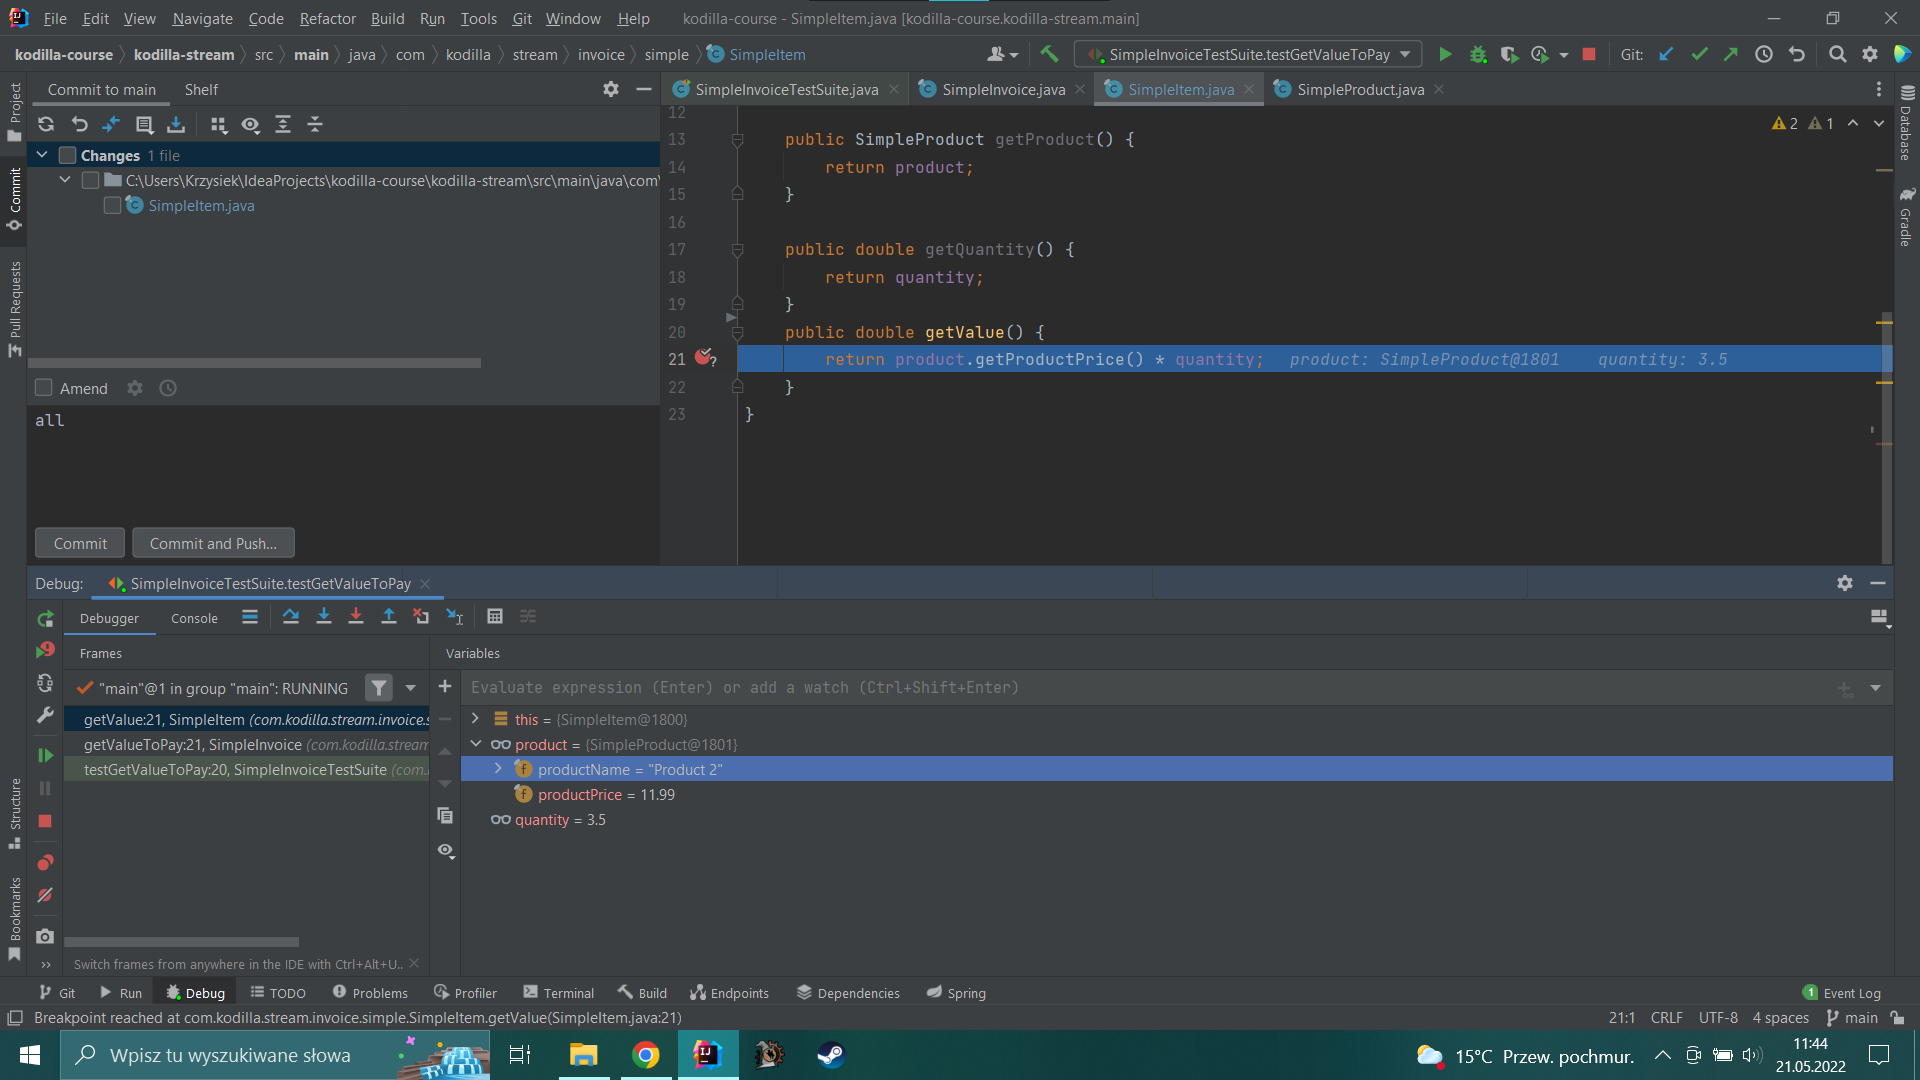 File Edit View Navigate Code Refactor Build Run Tools Git Window Help kodilla-course - SimpleItem.java [kodilla-course.kodilla-stream.main]
kodilla-course kodilla-stream src main java com kodilla stream invoice simple SimpleItem SimpleInvoiceTestSuite.testGetValueToPay Git:
Commit to main Shelf
SimpleInvoiceTestSuite.java SimpleInvoice.java SimpleItem.java SimpleProduct.java
Project
Commit
Pull Requests
Structure
Bookmarks
Database
Gradle
Changes 1 file
C:\Users\Krzysiek\IdeaProjects\kodilla-course\kodilla-stream\src\main\java\com\
SimpleItem.java
Amend
all
Commit Commit and Push...
2 1
12
13 public SimpleProduct getProduct() {
14 return product;
15 }
16
17 public double getQuantity() {
18 return quantity;
19 }
20 public double getValue() {
21 return product.getProductPrice() * quantity; product: SimpleProduct@1801 quantity: 3.5
22 }
23 }
Debug: SimpleInvoiceTestSuite.testGetValueToPay
Debugger Console
Frames
Variables
"main"@1 in group "main": RUNNING
Evaluate expression (Enter) or add a watch (Ctrl+Shift+Enter)
getValue:21, SimpleItem (com.kodilla.stream.invoice.s
getValueToPay:21, SimpleInvoice (com.kodilla.stream
testGetValueToPay:20, SimpleInvoiceTestSuite (com.
this = {SimpleItem@1800}
product = {SimpleProduct@1801}
productName = "Product 2"
productPrice = 11.99
quantity = 3.5
Switch frames from anywhere in the IDE with Ctrl+Alt+U..
Git Run Debug TODO Problems Profiler Terminal Build Endpoints Dependencies Spring 1 Event Log
Breakpoint reached at com.kodilla.stream.invoice.simple.SimpleItem.getValue(SimpleItem.java:21) 21:1 CRLF UTF-8 4 spaces main
Wpisz tu wyszukiwane słowa
15°C Przew. pochmur.
11:44
21.05.2022